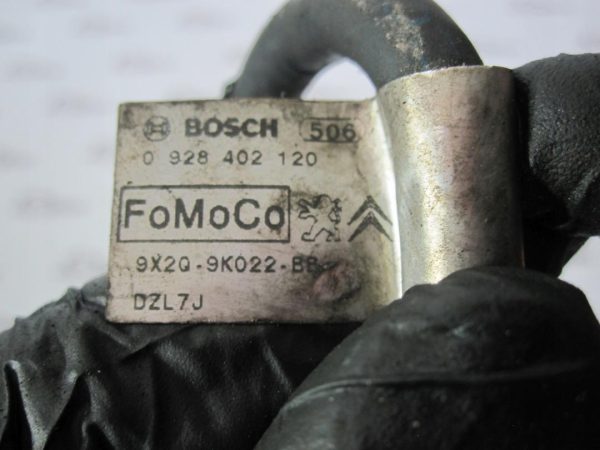 BOSCH 506
0 928 402 120
FoMoCo
9X2Q-9K022-BB
DZL7J